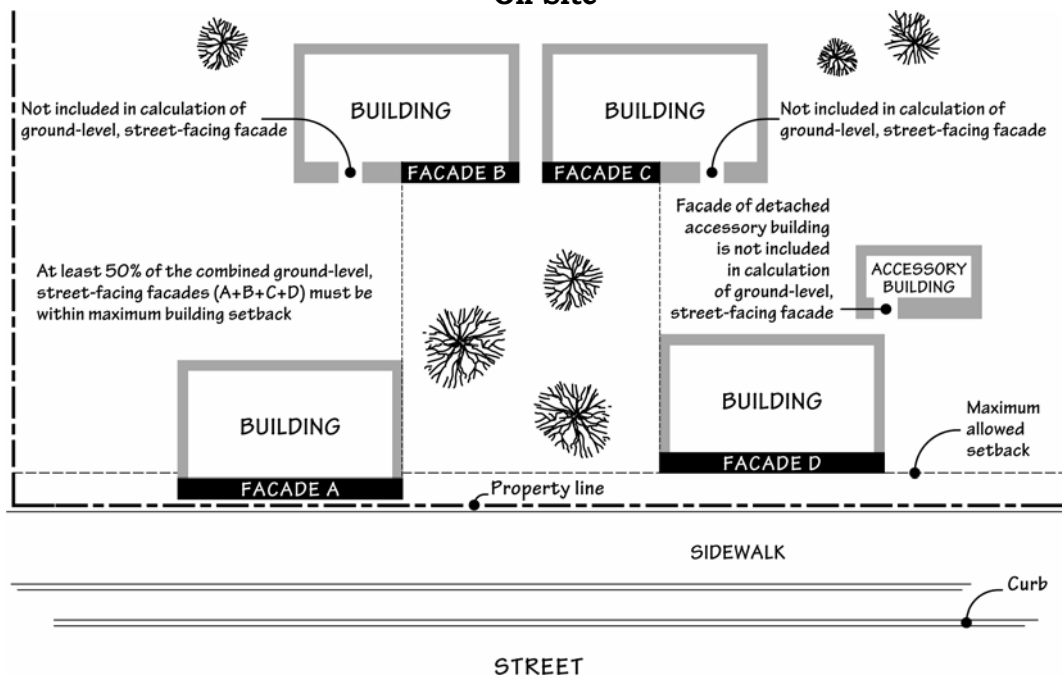 On Site
BUILDING
BUILDING
Not included in calculation of
ground-level, street-facing facade
Not included in calculation of
ground-level, street-facing facade
FACADE B
FACADE C
Facade of detached
accessory building
is not included
in calculation
of ground-level,
street-facing facade
ACCESSORY
BUILDING
At least 50% of the combined ground-level,
street-facing facades (A+B+C+D) must be
within maximum building setback
BUILDING
BUILDING
Maximum
allowed
setback
FACADE D
FACADE A
Property line
SIDEWALK
Curb
STREET